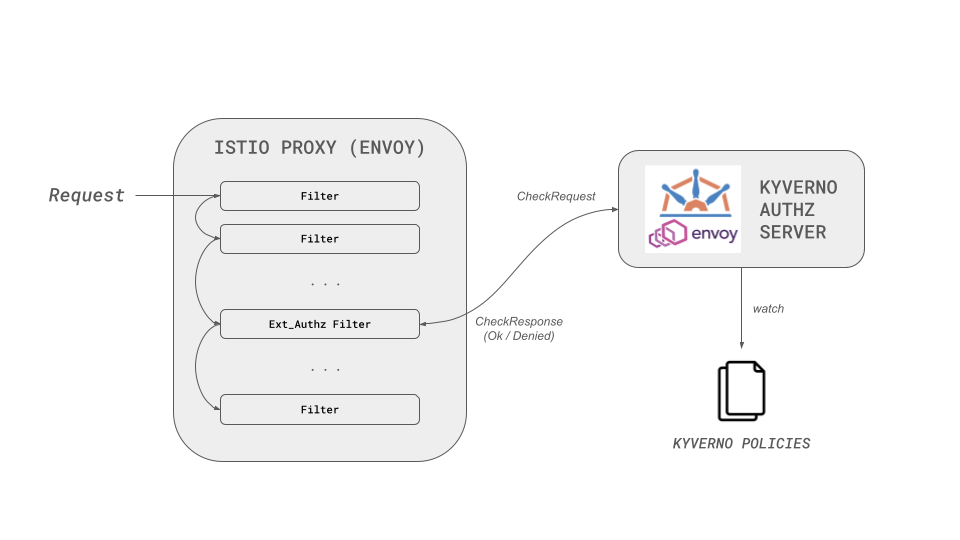 ISTIO PROXY (ENVOY)
Request
Filter
Filter
. . .
Ext_Authz Filter
. . .
Filter
CheckRequest
CheckResponse
(Ok / Denied)
envoy
KYVERNO
AUTHZ
SERVER
watch
KYVERNO POLICIES